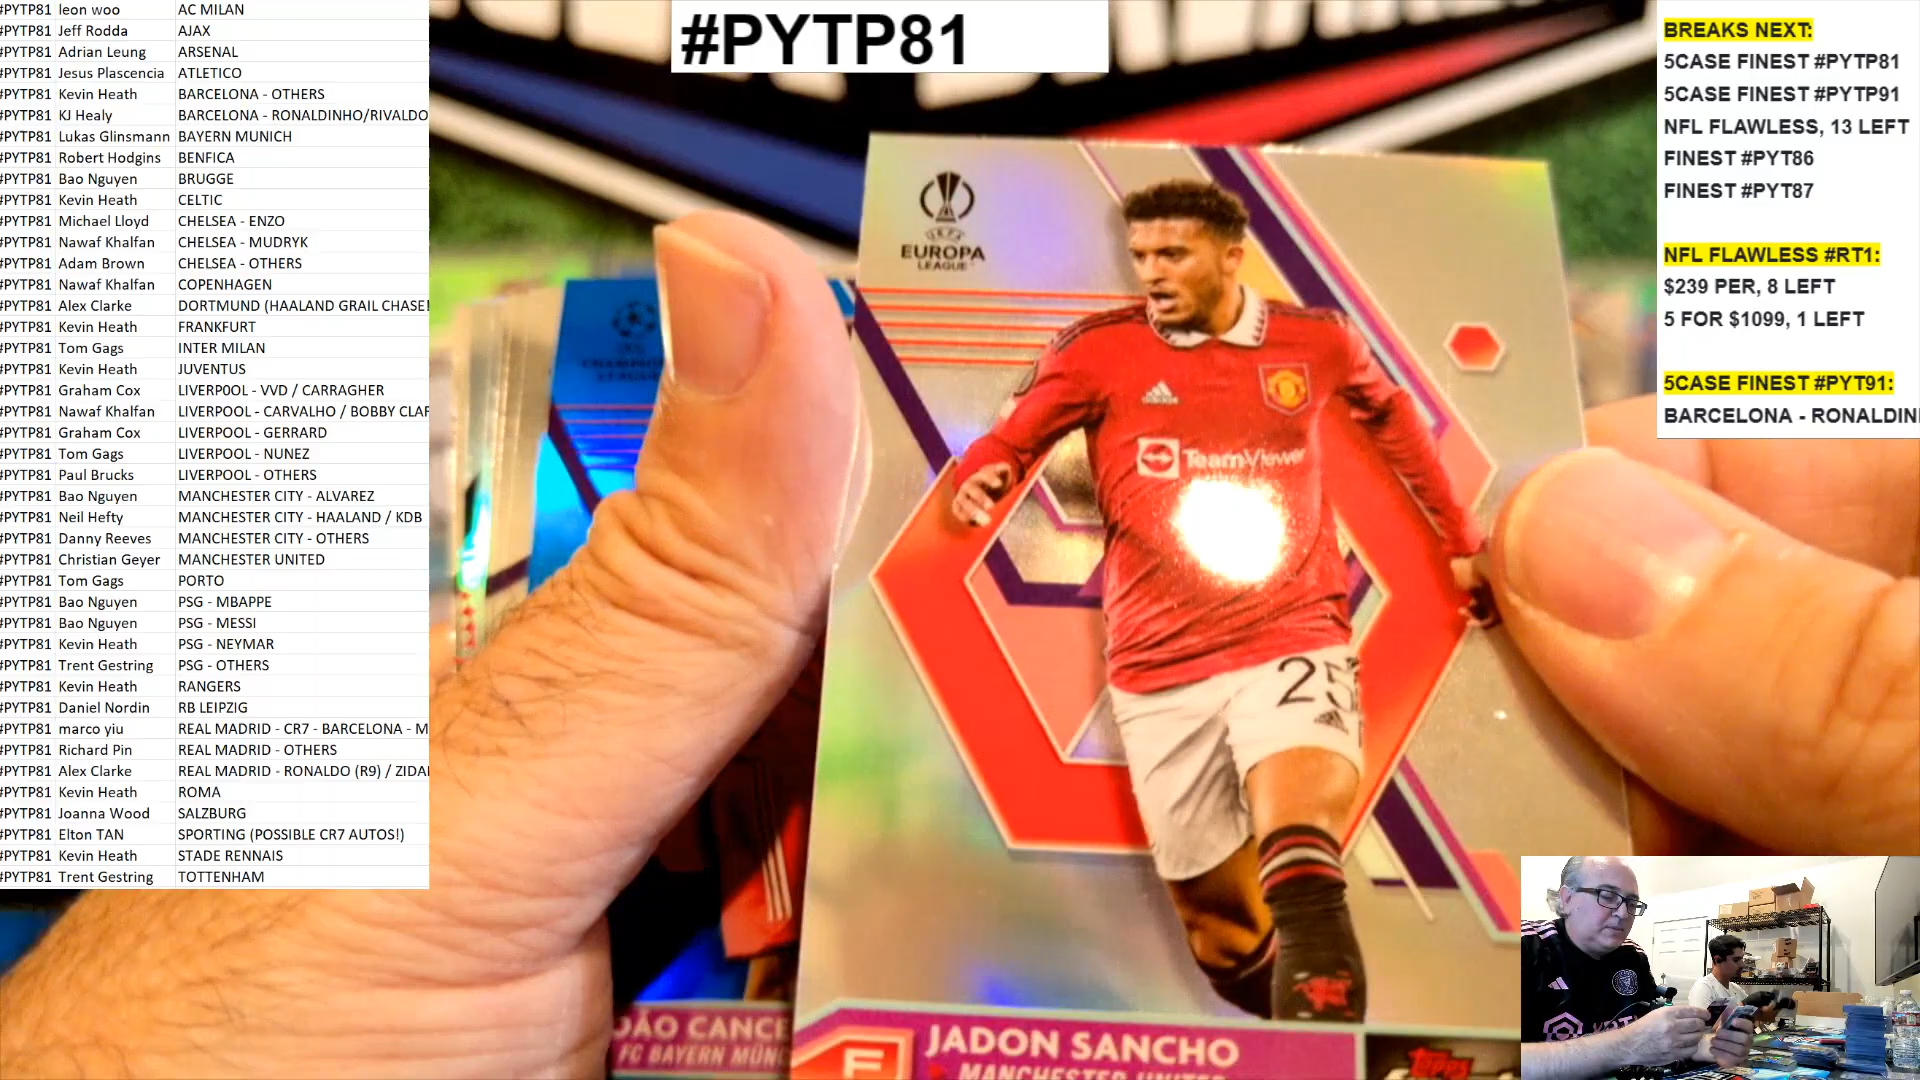 #PYTP81 leon woo AC MILAN
#PYTP81 Jeff Rodda AJAX
#PYTP81 Adrian Leung ARSENAL
#PYTP81 Jesus Plascencia ATLETICO
#PYTP81 Kevin Heath BARCELONA - OTHERS
#PYTP81 KJ Healy BARCELONA - RONALDINHO/RIVALDO
#PYTP81 Lukas Glinsmann BAYERN MUNICH
#PYTP81 Robert Hodgins BENFICA
#PYTP81 Bao Nguyen BRUGGE
#PYTP81 Kevin Heath CELTIC
#PYTP81 Michael Lloyd CHELSEA - ENZO
#PYTP81 Nawaf Khalfan CHELSEA - MUDRYK
#PYTP81 Adam Brown CHELSEA - OTHERS
#PYTP81 Nawaf Khalfan COPENHAGEN
#PYTP81 Alex Clarke DORTMUND (HAALAND GRAIL CHASE!
#PYTP81 Kevin Heath FRANKFURT
#PYTP81 Tom Gags INTER MILAN
#PYTP81 Kevin Heath JUVENTUS
#PYTP81 Graham Cox LIVERPOOL - VVD / CARRAGHER
#PYTP81 Nawaf Khalfan LIVERPOOL - CARVALHO / BOBBY CLAR
#PYTP81 Graham Cox LIVERPOOL - GERRARD
#PYTP81 Tom Gags LIVERPOOL - NUNEZ
#PYTP81 Paul Brucks LIVERPOOL - OTHERS
#PYTP81 Bao Nguyen MANCHESTER CITY - ALVAREZ
#PYTP81 Neil Hefty MANCHESTER CITY - HAALAND / KDB
#PYTP81 Danny Reeves MANCHESTER CITY - OTHERS
#PYTP81 Christian Geyer MANCHESTER UNITED
#PYTP81 Tom Gags PORTO
#PYTP81 Bao Nguyen PSG - MBAPPE
#PYTP81 Bao Nguyen PSG - MESSI
#PYTP81 Kevin Heath PSG - NEYMAR
#PYTP81 Trent Gestring PSG - OTHERS
#PYTP81 Kevin Heath RANGERS
#PYTP81 Daniel Nordin RB LEIPZIG
#PYTP81 marco yiu REAL MADRID - CR7 - BARCELONA - M
#PYTP81 Richard Pin REAL MADRID - OTHERS
#PYTP81 Alex Clarke REAL MADRID - RONALDO (R9) / ZIDA
#PYTP81 Kevin Heath ROMA
#PYTP81 Joanna Wood SALZBURG
#PYTP81 Elton TAN SPORTING (POSSIBLE CR7 AUTOS!)
#PYTP81 Kevin Heath STADE RENNAIS
#PYTP81 Trent Gestring TOTTENHAM
#PYTP81
UEFA
EUROPA
LEAGUE
adidas
TeamViewer
25
JADON SANCHO
MANCHESTER UNITED
Topps
JOÃO CANCE
FC BAYERN MÜN
BREAKS NEXT:
5CASE FINEST #PYTP81
5CASE FINEST #PYTP91
NFL FLAWLESS, 13 LEFT
FINEST #PYT86
FINEST #PYT87
NFL FLAWLESS #RT1:
$239 PER, 8 LEFT
5 FOR $1099, 1 LEFT
5CASE FINEST #PYT91:
BARCELONA - RONALDIN